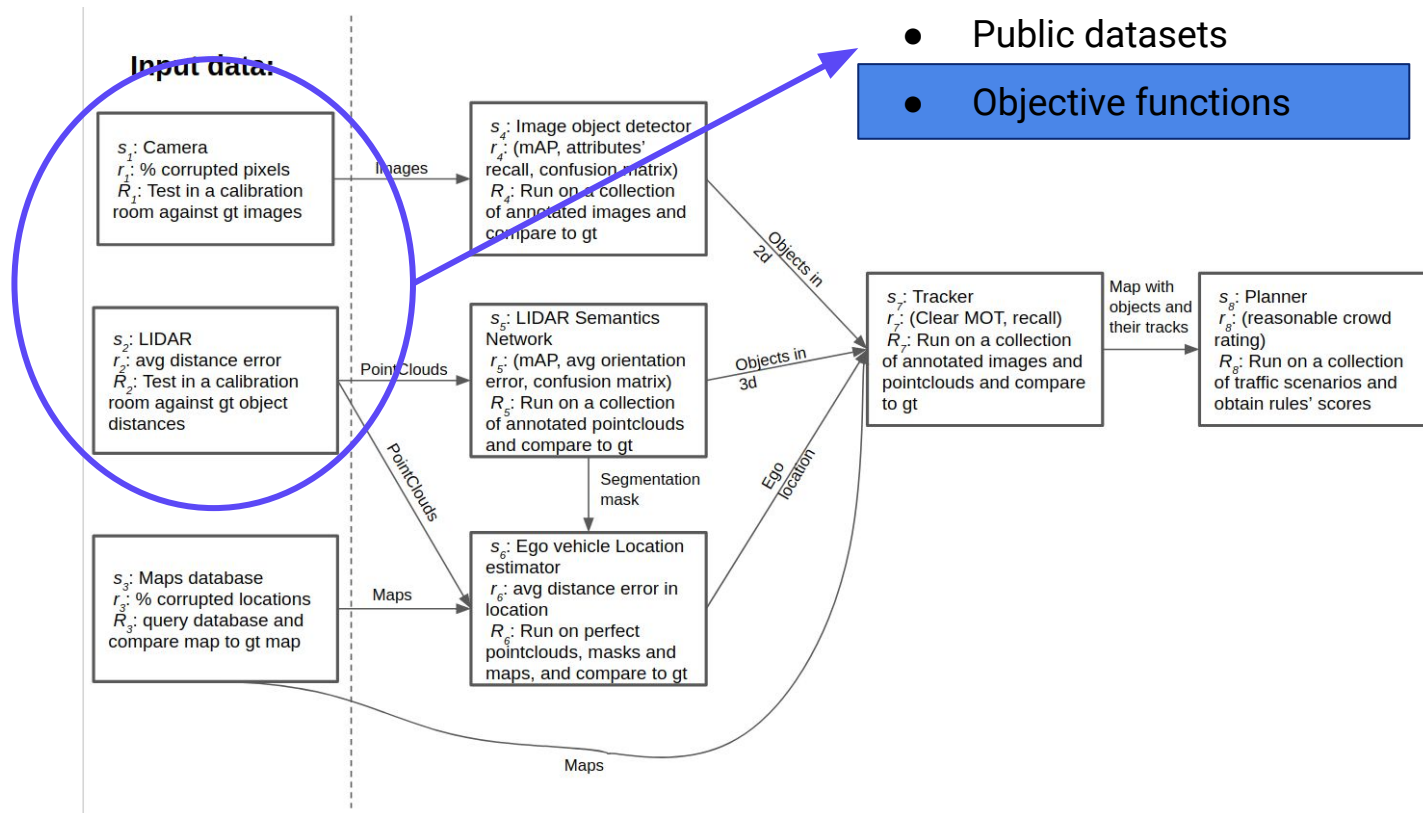 Input data:
● Public datasets
● Objective functions
s₁: Camera
r₁: % corrupted pixels
R₁: Test in a calibration
room against gt images
Images
s₄: Image object detector
r₄: (mAP, attributes’
recall, confusion matrix)
R₄: Run on a collection
of annotated images and
compare to gt
Objects in
2d
s₂: LIDAR
r₂: avg distance error
R₂: Test in a calibration
room against gt object
distances
PointClouds
PointClouds
s₅: LIDAR Semantics
Network
r₅: (mAP, avg orientation
error, confusion matrix)
R₅: Run on a collection
of annotated pointclouds
and compare to gt
Objects in
3d
Segmentation
mask
s₃: Maps database
r₃: % corrupted locations
R₃: query database and
compare map to gt map
Maps
s₆: Ego vehicle Location
estimator
r₆: avg distance error in
location
R₆: Run on perfect
pointclouds, masks and
maps, and compare to gt
Ego
location
Maps
s₇: Tracker
r₇: (Clear MOT, recall)
R₇: Run on a collection
of annotated images and
pointclouds and compare
to gt
Map with
objects and
their tracks
s₈: Planner
r₈: (reasonable crowd
rating)
R₈: Run on a collection
of traffic scenarios and
obtain rules’ scores